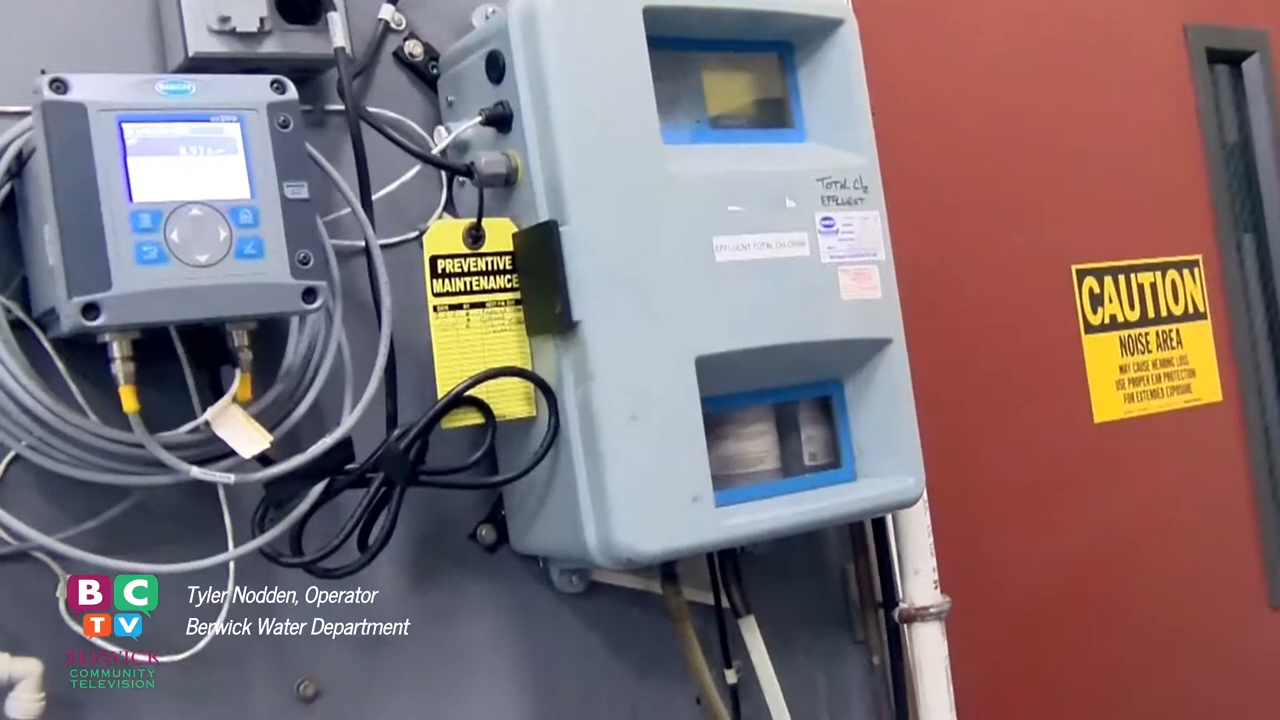 HACH
TOTAL Cl2
EFFLUENT
EFFLUENT TOTAL CHLORINE
PREVENTIVE
MAINTENANCE
CAUTION
NOISE AREA
MAY CAUSE HEARING LOSS
USE PROPER EAR PROTECTION
FOR EXTENDED EXPOSURE
BC
TV
BERWICK
COMMUNITY
TELEVISION
Tyler Nodden, Operator
Berwick Water Department